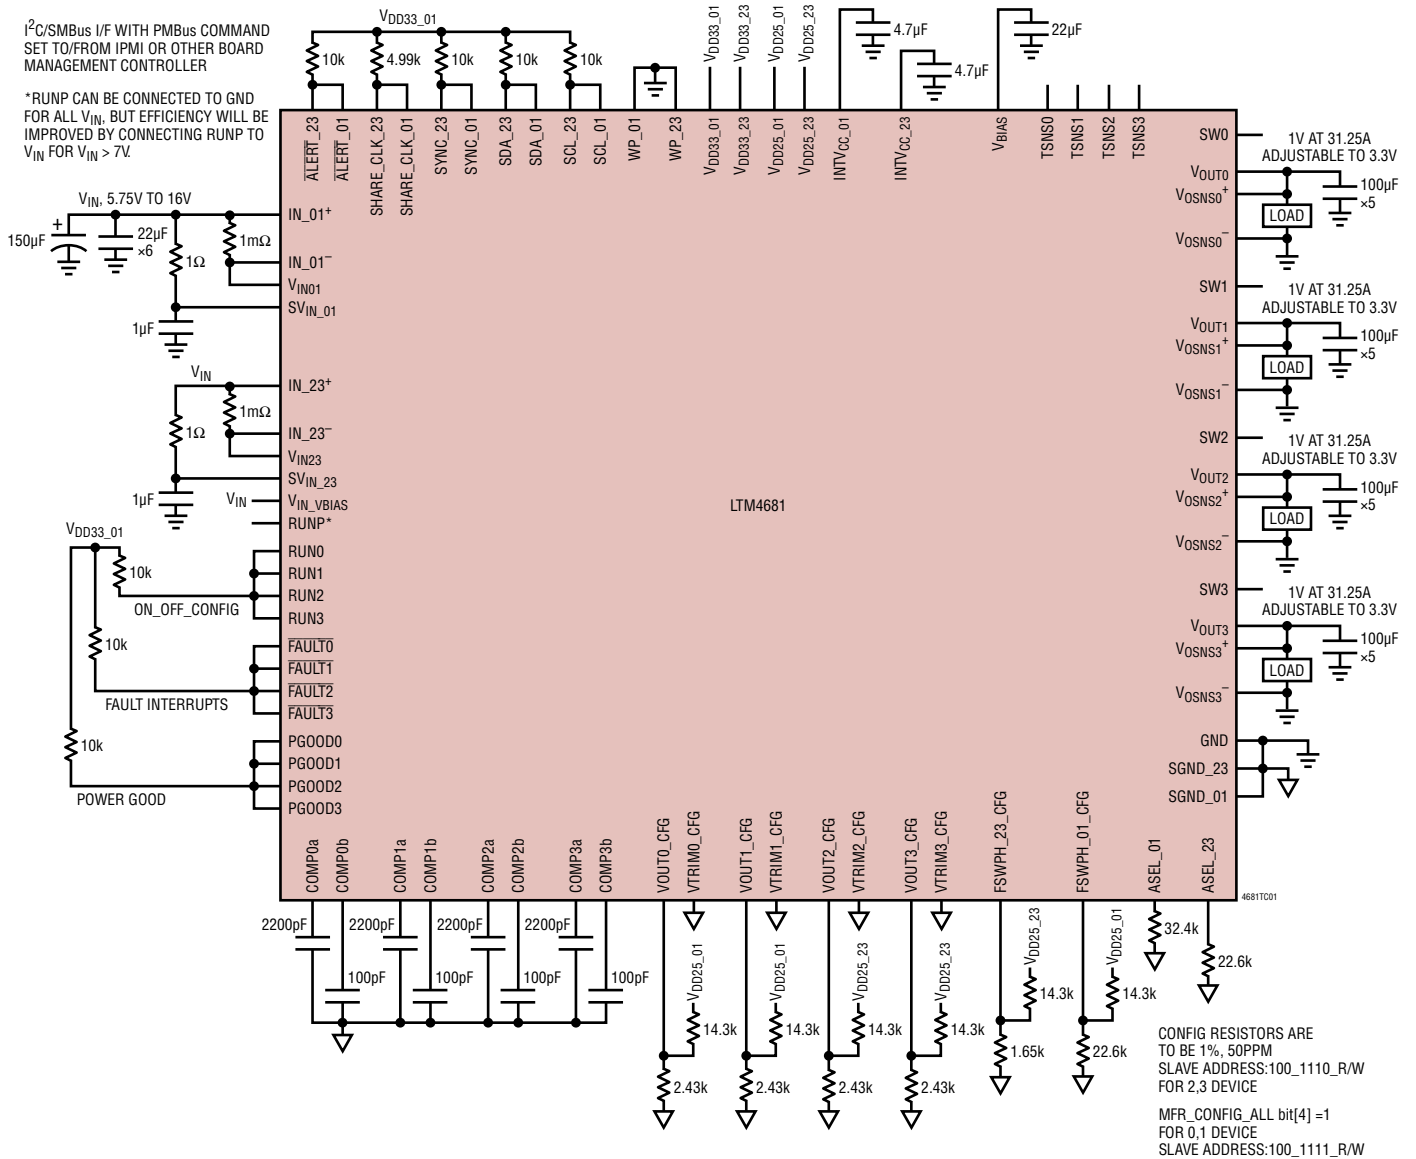 I2C/SMBus I/F WITH PMBus COMMAND
SET TO/FROM IPMI OR OTHER BOARD
MANAGEMENT CONTROLLER
*RUNP CAN BE CONNECTED TO GND
FOR ALL VIN, BUT EFFICIENCY WILL BE
IMPROVED BY CONNECTING RUNP TO
VIN FOR VIN > 7V.
VDD33_01
10k
4.99k
10k
10k
10k
VDD33_01
VDD33_23
VDD25_01
VDD25_23
4.7µF
4.7µF
22µF
ALERT_23
ALERT_01
SHARE_CLK_23
SHARE_CLK_01
SYNC_23
SYNC_01
SDA_23
SDA_01
SCL_23
SCL_01
WP_01
WP_23
VDD33_01
VDD33_23
VDD25_01
VDD25_23
INTVCC_01
INTVCC_23
VBIAS
TSNS0
TSNS1
TSNS2
TSNS3
VIN, 5.75V TO 16V
+
150µF
22µF
×6
1Ω
1mΩ
1µF
IN_01+
IN_01–
VIN01
SVIN_01
VIN
1mΩ
1Ω
1µF
IN_23+
IN_23–
VIN23
SVIN_23
VIN
VIN_VBIAS
RUNP*
VDD33_01
10k
ON_OFF_CONFIG
10k
FAULT INTERRUPTS
10k
POWER GOOD
RUN0
RUN1
RUN2
RUN3
FAULT0
FAULT1
FAULT2
FAULT3
PGOOD0
PGOOD1
PGOOD2
PGOOD3
LTM4681
SW0
1V AT 31.25A
ADJUSTABLE TO 3.3V
VOUT0
VOSNS0+
VOSNS0–
LOAD
100µF
×5
SW1
1V AT 31.25A
ADJUSTABLE TO 3.3V
VOUT1
VOSNS1+
VOSNS1–
LOAD
100µF
×5
SW2
1V AT 31.25A
ADJUSTABLE TO 3.3V
VOUT2
VOSNS2+
VOSNS2–
LOAD
100µF
×5
SW3
1V AT 31.25A
ADJUSTABLE TO 3.3V
VOUT3
VOSNS3+
VOSNS3–
LOAD
100µF
×5
GND
SGND_23
SGND_01
COMP0a
COMP0b
COMP1a
COMP1b
COMP2a
COMP2b
COMP3a
COMP3b
VOUT0_CFG
VTRIM0_CFG
VOUT1_CFG
VTRIM1_CFG
VOUT2_CFG
VTRIM2_CFG
VOUT3_CFG
VTRIM3_CFG
FSWPH_23_CFG
FSWPH_01_CFG
ASEL_01
ASEL_23
4681TC01
2200pF
2200pF
2200pF
2200pF
100pF
100pF
100pF
100pF
VDD25_01
VDD25_01
VDD25_23
VDD25_23
VDD25_23
VDD25_01
14.3k
14.3k
14.3k
14.3k
14.3k
14.3k
2.43k
2.43k
2.43k
2.43k
1.65k
22.6k
32.4k
22.6k
CONFIG RESISTORS ARE
TO BE 1%, 50PPM
SLAVE ADDRESS:100_1110_R/W
FOR 2,3 DEVICE
MFR_CONFIG_ALL bit[4] =1
FOR 0,1 DEVICE
SLAVE ADDRESS:100_1111_R/W